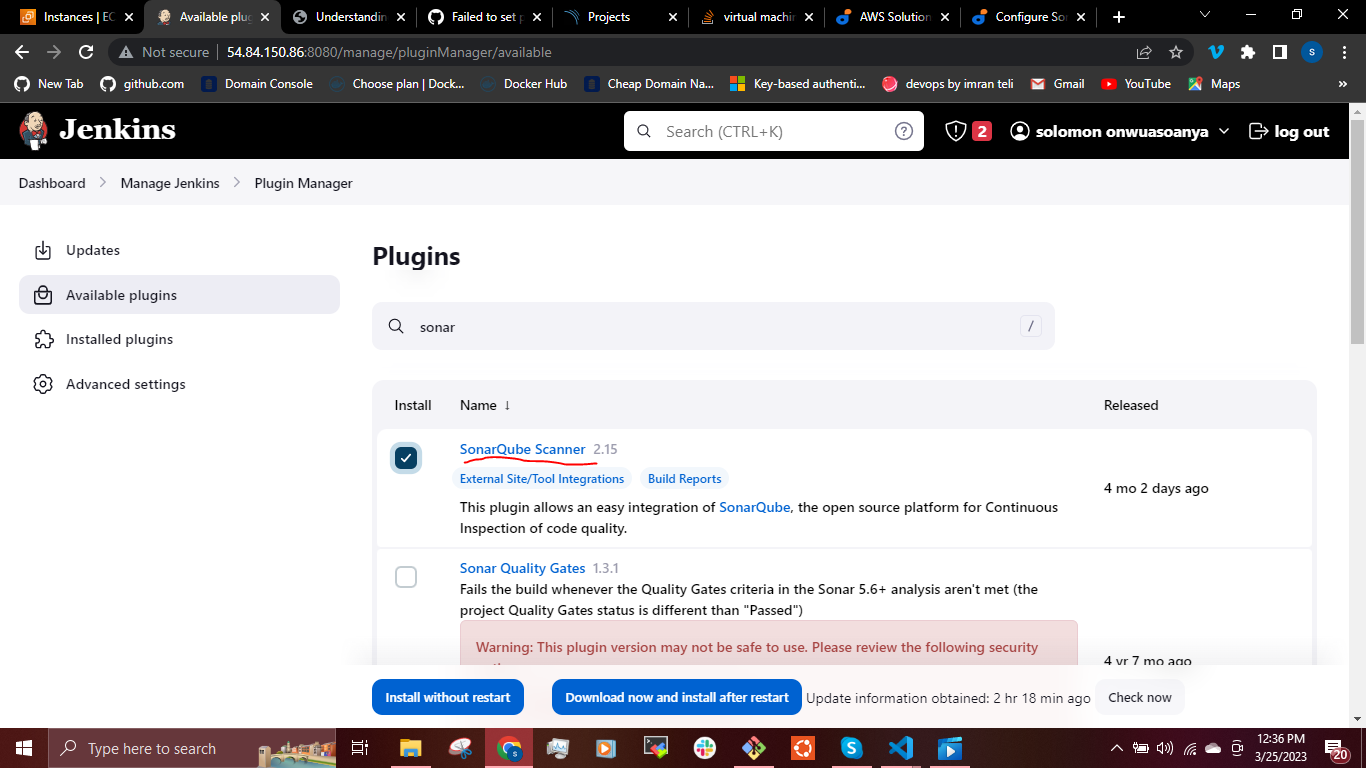 Instances | EC
Available plug
Understandin
Failed to set p
Projects
virtual machin
AWS Solution
Configure So
Not secure
54.84.150.86:8080/manage/pluginManager/available
s
New Tab
github.com
Domain Console
Choose plan | Dock...
Docker Hub
Cheap Domain Na...
Key-based authenti...
devops by imran teli
Gmail
YouTube
Maps
»
Jenkins
Search (CTRL+K)
?
2
solomon onwuasoanya
log out
Dashboard
Manage Jenkins
Plugin Manager
Updates
Available plugins
Installed plugins
Advanced settings
Plugins
sonar
/
Install
Name ↓
Released
SonarQube Scanner 2.15
External Site/Tool Integrations
Build Reports
This plugin allows an easy integration of SonarQube, the open source platform for Continuous
Inspection of code quality.
4 mo 2 days ago
Sonar Quality Gates 1.3.1
Fails the build whenever the Quality Gates criteria in the Sonar 5.6+ analysis aren't met (the
project Quality Gates status is different than "Passed")
Warning: This plugin version may not be safe to use. Please review the following security
4 yr 7 mo ago
Install without restart
Download now and install after restart
Update information obtained: 2 hr 18 min ago
Check now
Type here to search
12:36 PM
3/25/2023
20